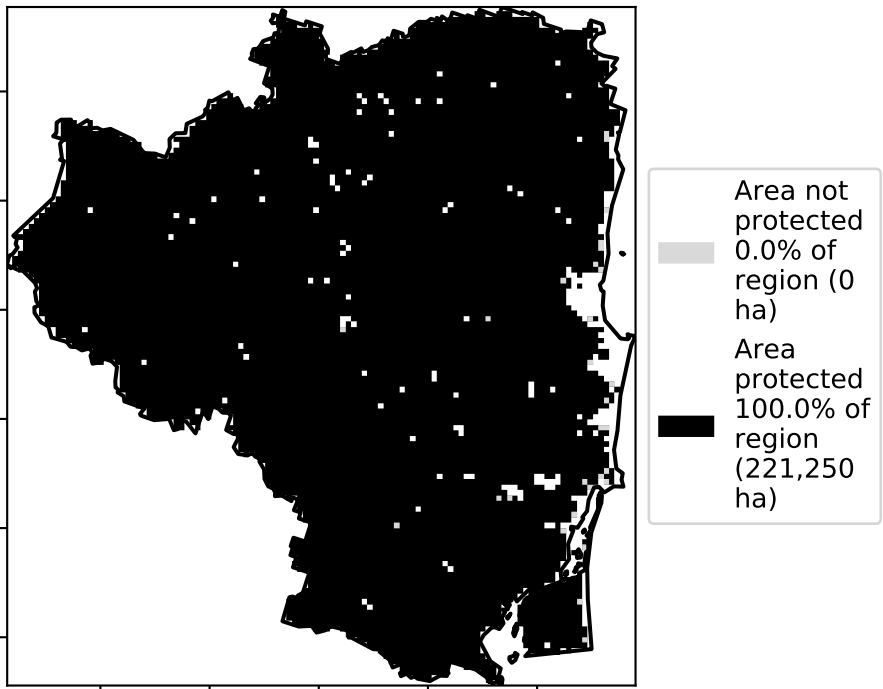 Area not
protected
0.0% of
region (0
ha)
Area
protected
100.0% of
region
(221,250
ha)